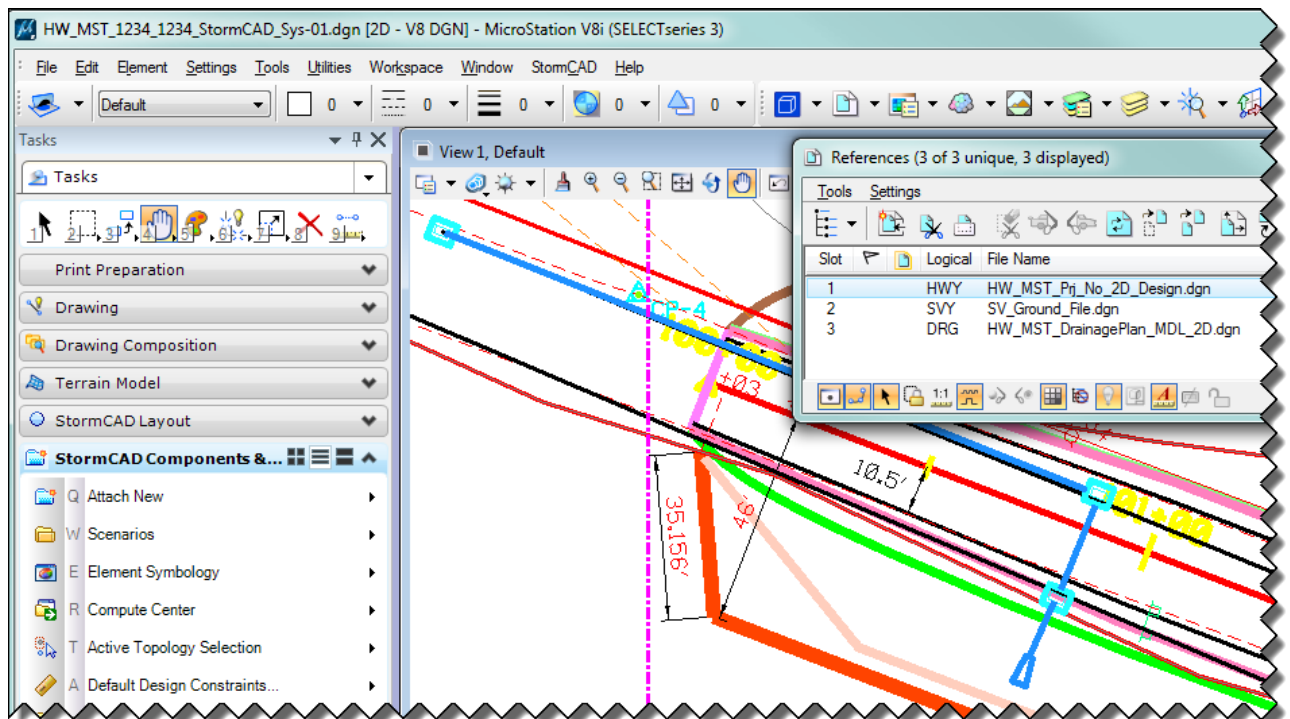 HW_MST_1234_1234_StormCAD_Sys-01.dgn [2D - V8 DGN] - MicroStation V8i (SELECTseries 3)
File Edit Element Settings Tools Utilities Workspace Window StormCAD Help
Default 0 0 0 0 0
Tasks
View 1, Default
References (3 of 3 unique, 3 displayed)
Tasks
Tools Settings
1 2 3 4 5 6 7 8 9
Slot Logical File Name
1 HWY HW_MST_Prj_No_2D_Design.dgn
2 SVY SV_Ground_File.dgn
3 DRG HW_MST_DrainagePlan_MDL_2D.dgn
1:1
Print Preparation
Drawing
Drawing Composition
Terrain Model
StormCAD Layout
StormCAD Components &...
Q Attach New
W Scenarios
E Element Symbology
R Compute Center
T Active Topology Selection
A Default Design Constraints...
CP-4
+03
10.5'
46'
35.156'
01+00